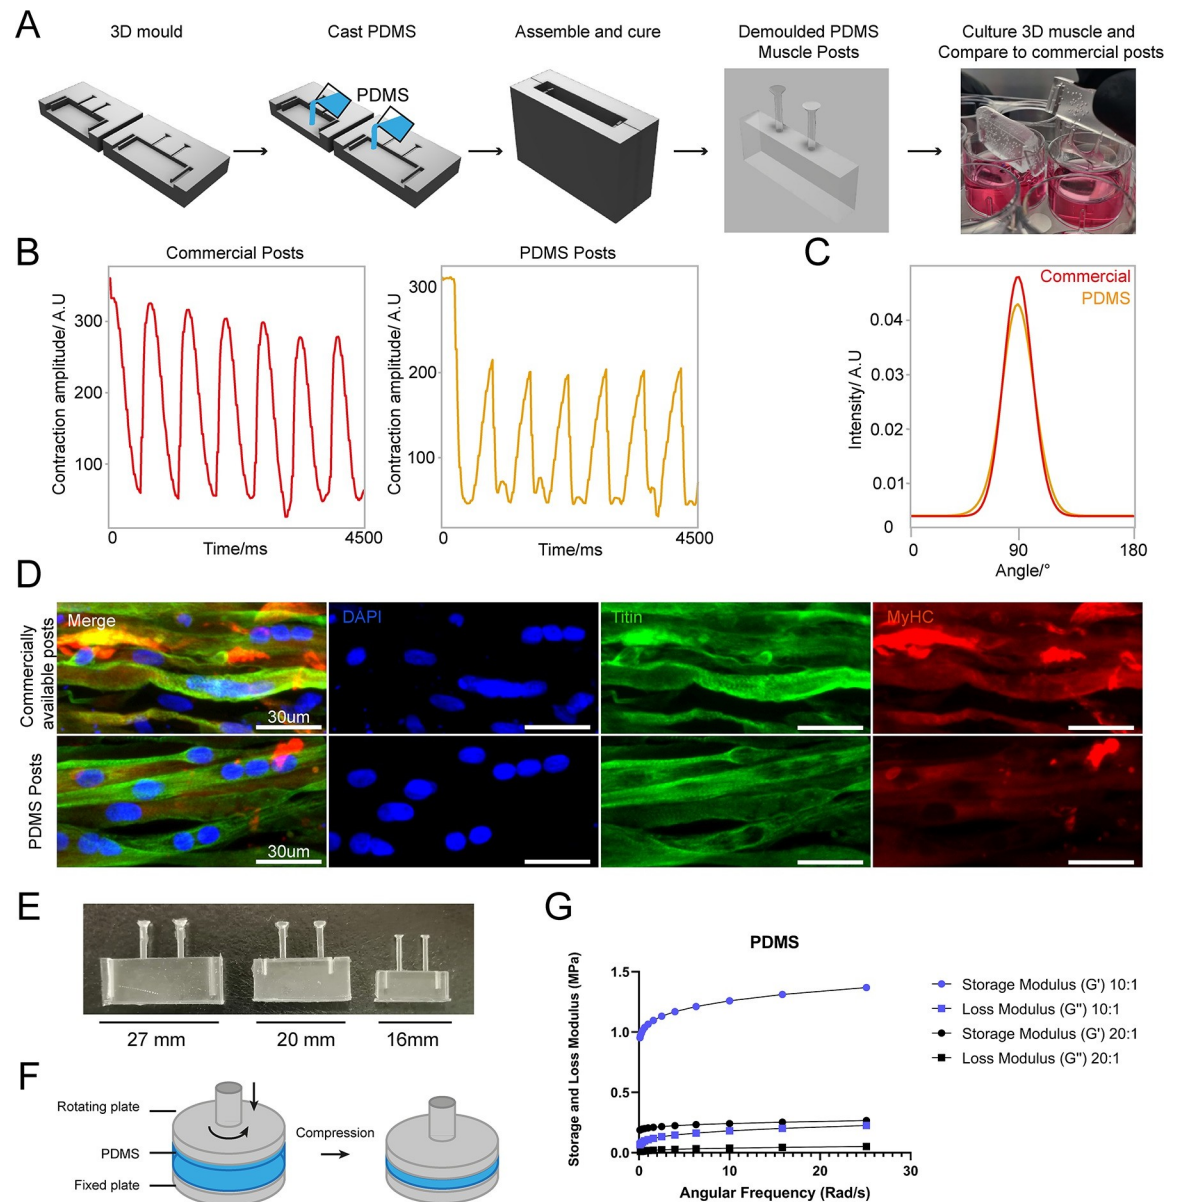 A
3D mould
Cast PDMS
Assemble and cure
Demoulded PDMS
Muscle Posts
Culture 3D muscle and
Compare to commercial posts
PDMS
B
Commercial Posts
Contraction amplitude/ A.U
300
200
100
0
4500
Time/ms
PDMS Posts
Contraction amplitude/ A.U
300
200
100
0
4500
Time/ms
C
Commercial
PDMS
Intensity/ A.U
0.04
0.03
0.02
0.01
0
0
90
180
Angle/°
D
Commercially
available posts
Merge
DAPI
Titin
MyHC
30um
PDMS Posts
30um
E
27 mm
20 mm
16mm
F
Rotating plate
PDMS
Fixed plate
Compression
G
PDMS
Storage and Loss Modulus (MPa)
1.5
1.0
0.5
0.0
0
10
20
30
Angular Frequency (Rad/s)
Storage Modulus (G') 10:1
Loss Modulus (G'') 10:1
Storage Modulus (G') 20:1
Loss Modulus (G'') 20:1